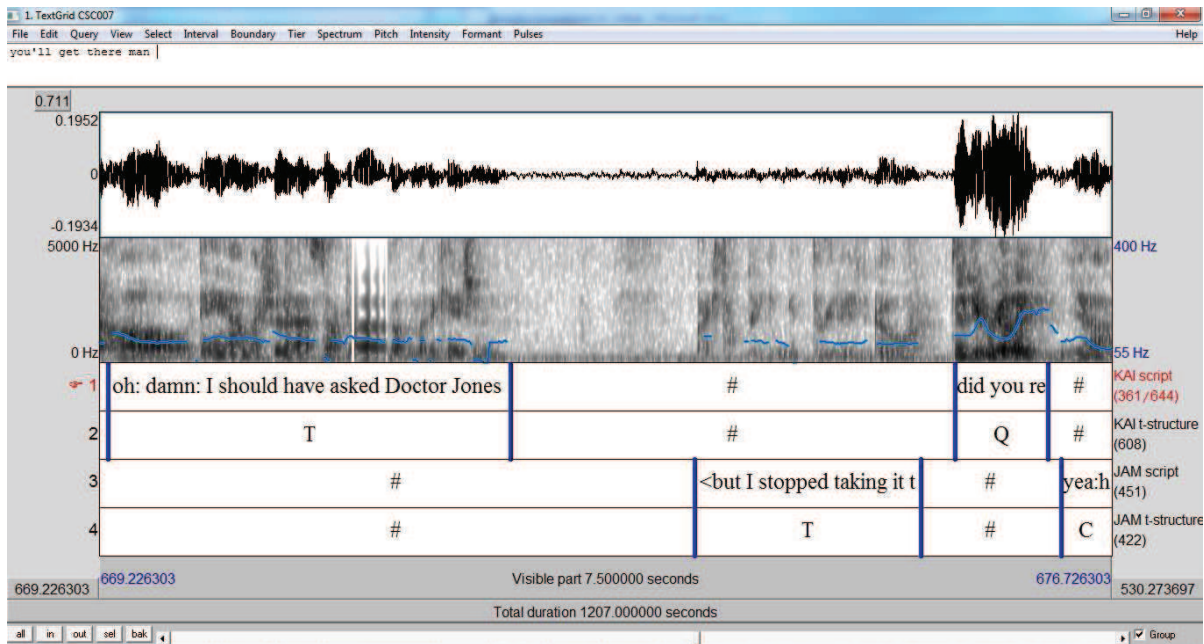 1. TextGrid CSC007
File Edit Query View Select Interval Boundary Tier Spectrum Pitch Intensity Formant Pulses Help
you'll get there man
0.711
0.1952
0
-0.1934
5000 Hz 400 Hz
0 Hz 55 Hz
1 oh: damn: I should have asked Doctor Jones # did you re # KAI script (361/644)
2 T # Q # KAI t-structure (608)
3 # <but I stopped taking it t # yea:h JAM script (451)
4 # T # C JAM t-structure (422)
669.226303 669.226303 Visible part 7.500000 seconds 676.726303 530.273697
Total duration 1207.000000 seconds
all in out sel bak Group